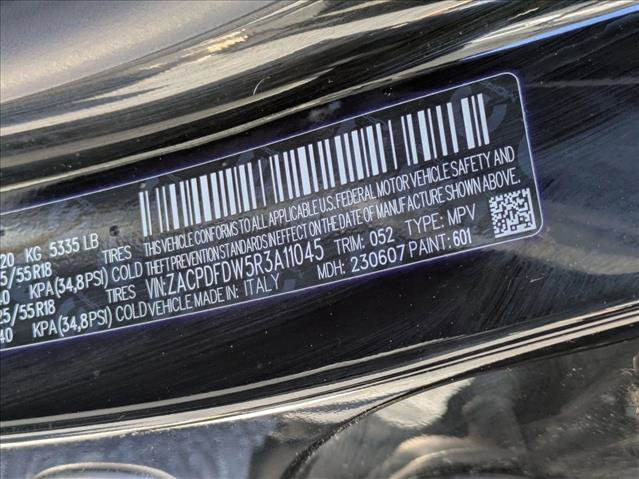 THIS VEHICLE CONFORMS TO ALL APPLICABLE U.S. FEDERAL MOTOR VEHICLE SAFETY AND
THEFT PREVENTION STANDARDS IN EFFECT ON THE DATE OF MANUFACTURE SHOWN ABOVE.
VIN: ZACPDFDW5R3A11045 TRIM: 052 TYPE: MPV
MADE IN: ITALY MDH: 230607 PAINT: 601
20 KG 5335 LB
TIRES
5/55R18
40 KPA(34,8PSI) COLD
TIRES
25/55R18
40 KPA(34,8PSI) COLD